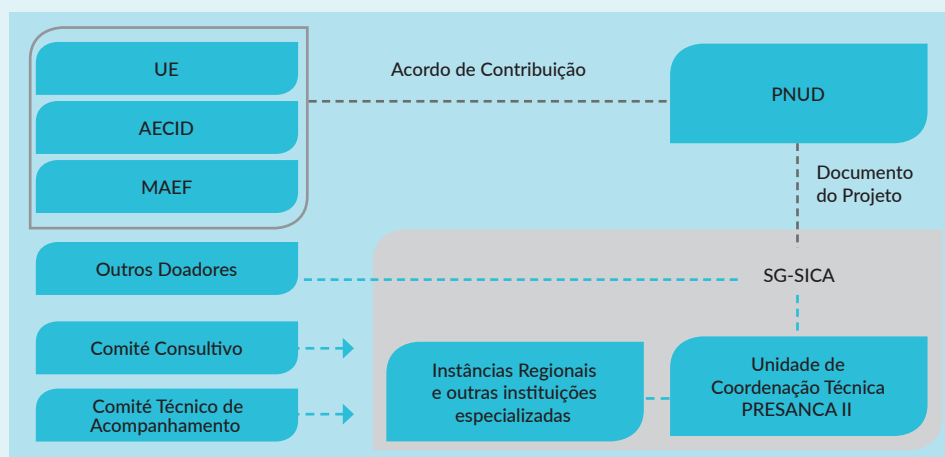 UE
AECID
MAEF
Acordo de Contribuição
PNUD
Documento
do Projeto
Outros Doadores
SG-SICA
Comité Consultivo
Comité Técnico de
Acompanhamento
Instâncias Regionais
e outras instituições
especializadas
Unidade de
Coordenação Técnica
PRESANCA II